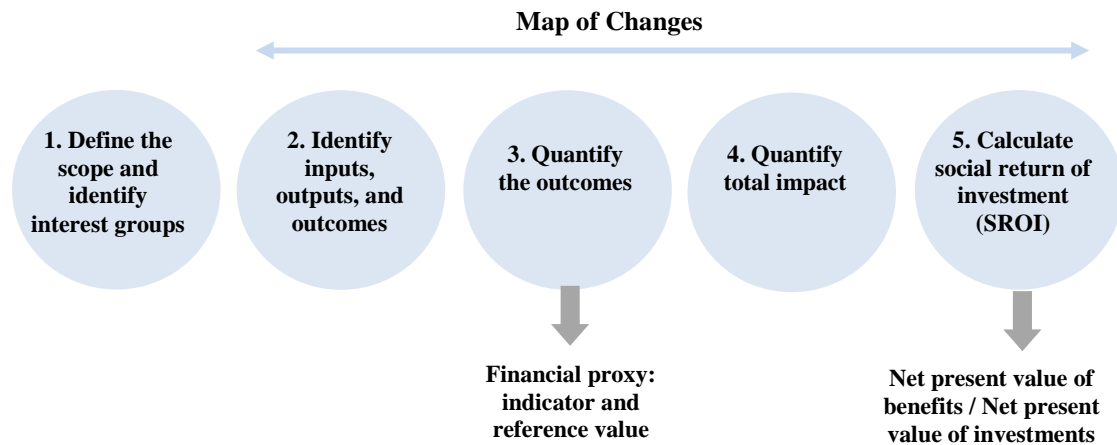 Map of Changes
1. Define the
scope and
identify
interest groups
2. Identify
inputs,
outputs, and
outcomes
3. Quantify
the outcomes
4. Quantify
total impact
5. Calculate
social return of
investment
(SROI)
Financial proxy:
indicator and
reference value
Net present value of
benefits / Net present
value of investments